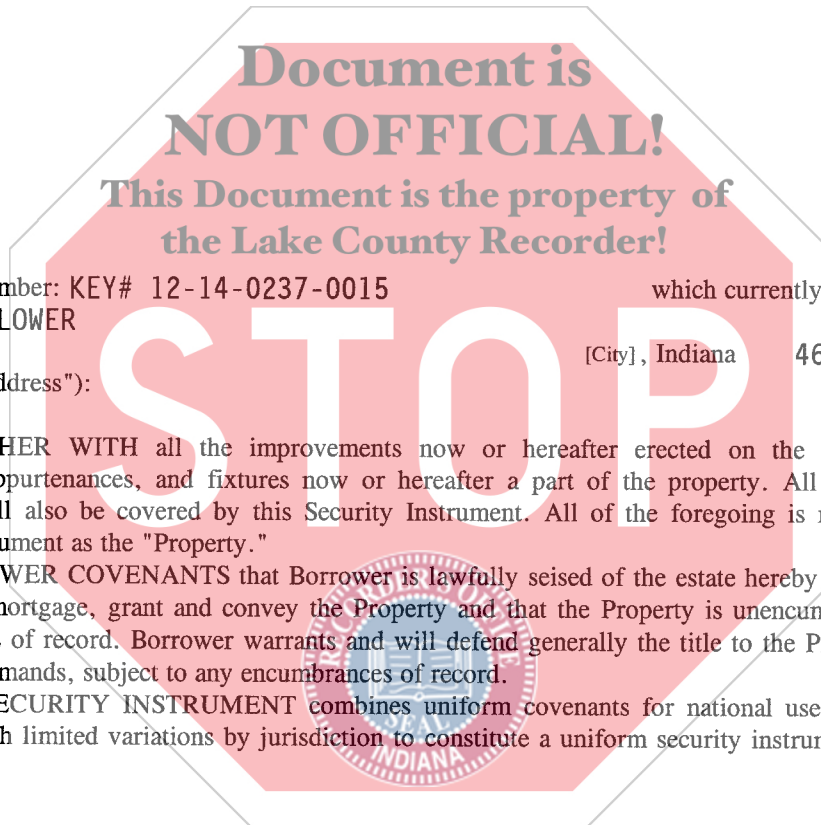 Document is
NOT OFFICIAL!
This Document is the property of
the Lake County Recorder!
mber: KEY# 12-14-0237-0015 which currently
LOWER
[City], Indiana 46
ddress"):
STOP
HER WITH all the improvements now or hereafter erected on the
ppurtenances, and fixtures now or hereafter a part of the property. All
ll also be covered by this Security Instrument. All of the foregoing is
ument as the "Property."
WER COVENANTS that Borrower is lawfully seised of the estate hereby
nortgage, grant and convey the Property and that the Property is unencum
of record. Borrower warrants and will defend generally the title to the P
mands, subject to any encumbrances of record.
ECURITY INSTRUMENT combines uniform covenants for national use
h limited variations by jurisdiction to constitute a uniform security instrum
RECORDER'S OFFICE
SEAL
INDIANA